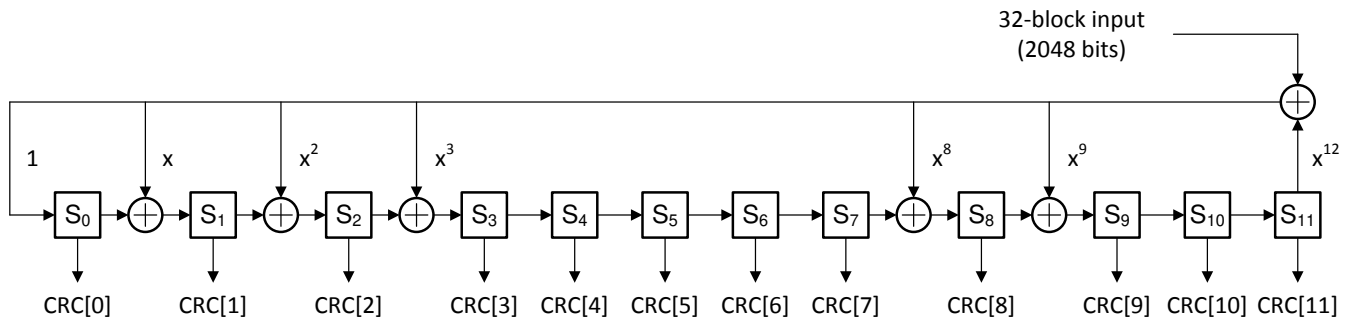 32-block input
(2048 bits)
1 x x² x³ x⁸ x⁹ x¹²
S₀ S₁ S₂ S₃ S₄ S₅ S₆ S₇ S₈ S₉ S₁₀ S₁₁
CRC[0] CRC[1] CRC[2] CRC[3] CRC[4] CRC[5] CRC[6] CRC[7] CRC[8] CRC[9] CRC[10] CRC[11]